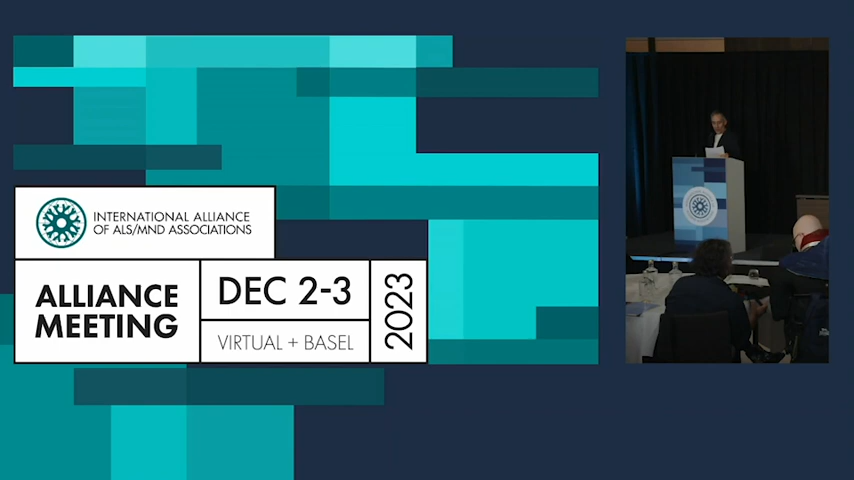 INTERNATIONAL ALLIANCE
OF ALS/MND ASSOCIATIONS
ALLIANCE
MEETING
DEC 2-3
VIRTUAL + BASEL
2023